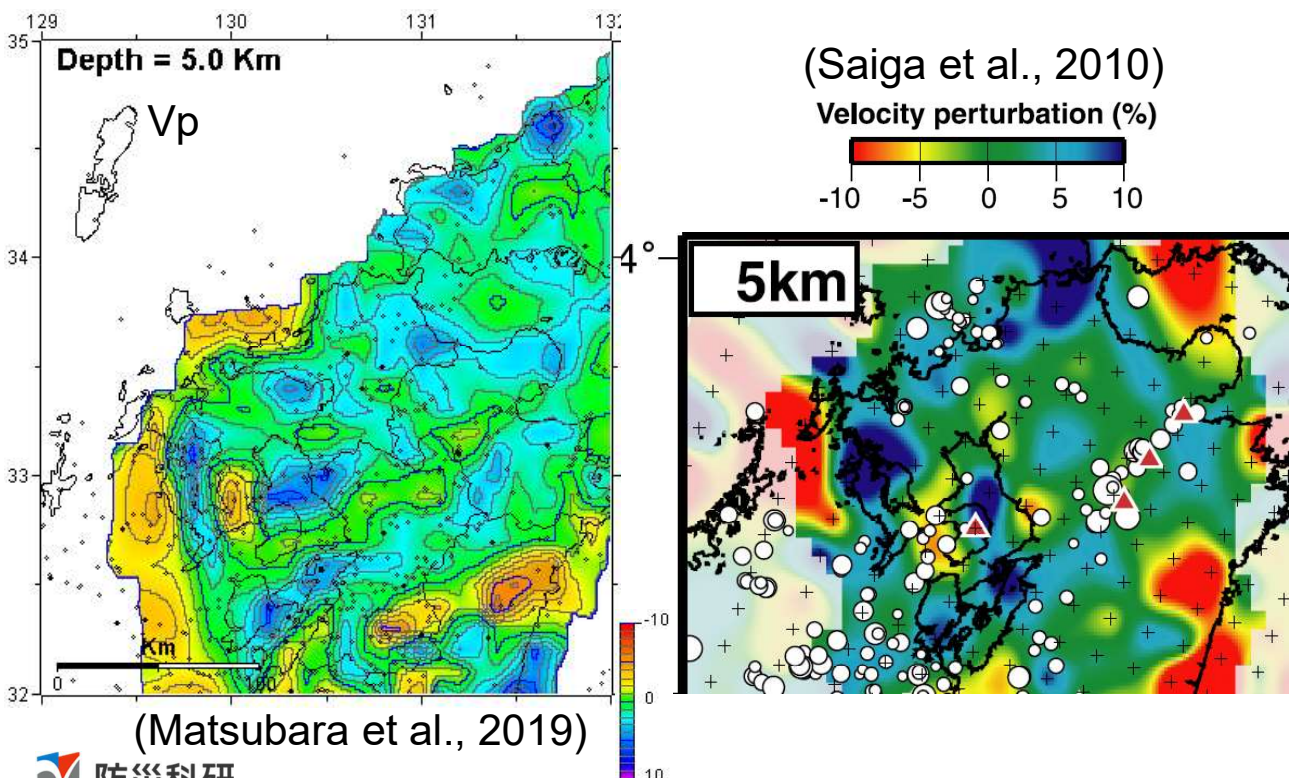 129 130 131 132
35
Depth = 5.0 Km
Vp
34
33
32
Km
0
-10
0
10
(Matsubara et al., 2019)
防災科研
(Saiga et al., 2010)
Velocity perturbation (%)
-10 -5 0 5 10
4°
5km